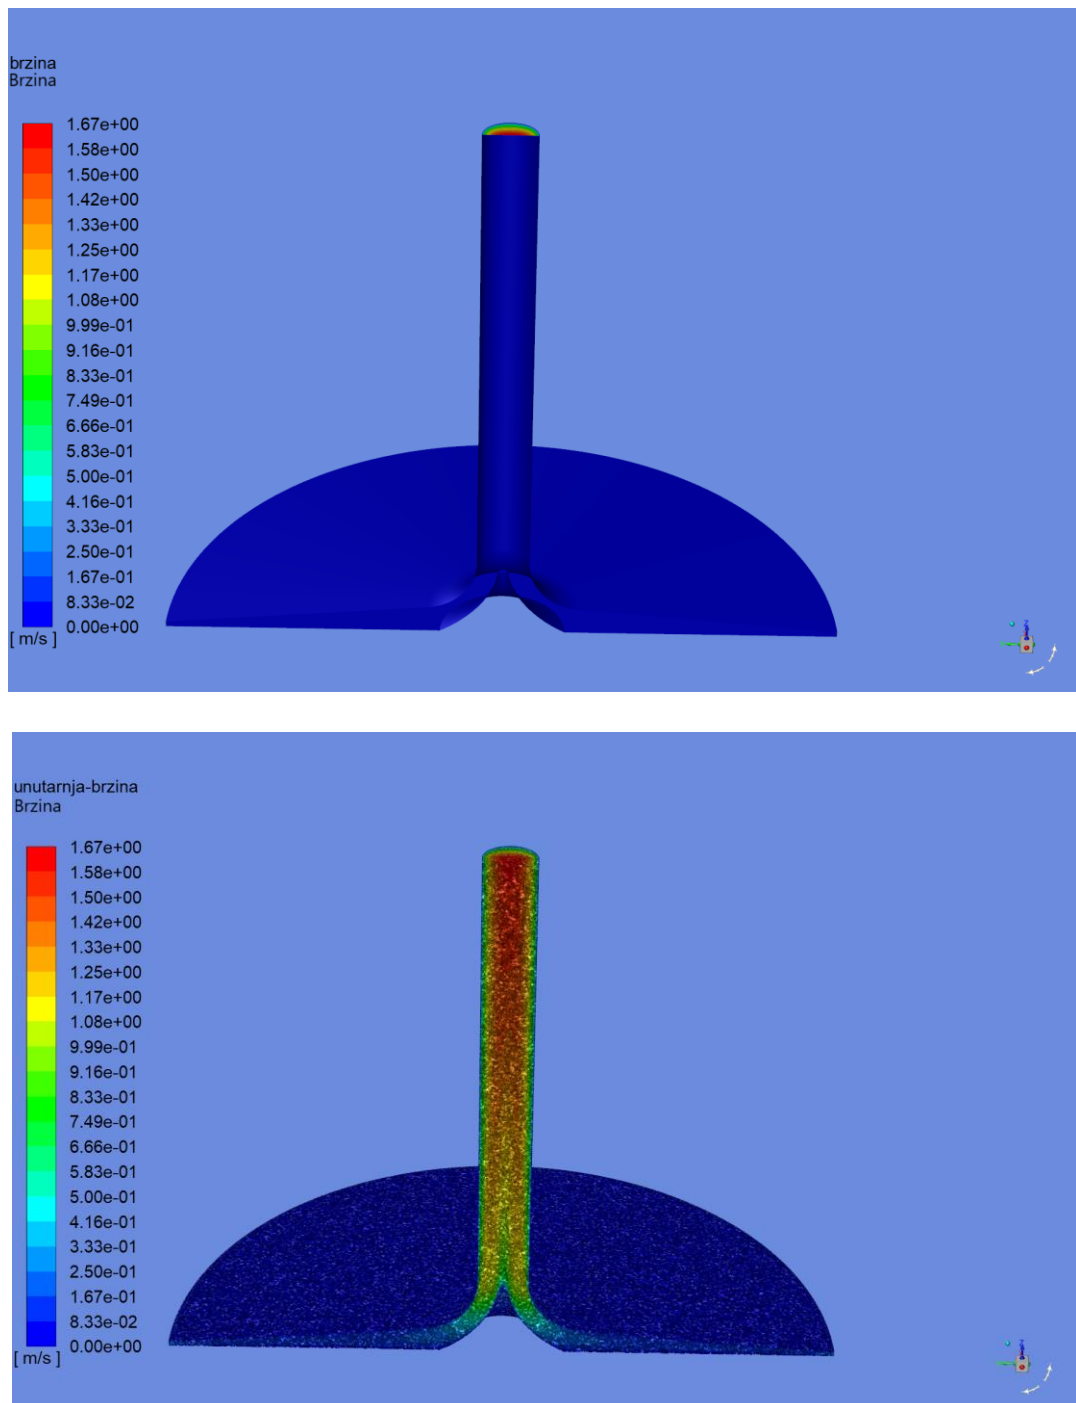 brzina
Brzina
1.67e+00
1.58e+00
1.50e+00
1.42e+00
1.33e+00
1.25e+00
1.17e+00
1.08e+00
9.99e-01
9.16e-01
8.33e-01
7.49e-01
6.66e-01
5.83e-01
5.00e-01
4.16e-01
3.33e-01
2.50e-01
1.67e-01
8.33e-02
0.00e+00
[ m/s ]
Z
unutarnja-brzina
Brzina
1.67e+00
1.58e+00
1.50e+00
1.42e+00
1.33e+00
1.25e+00
1.17e+00
1.08e+00
9.99e-01
9.16e-01
8.33e-01
7.49e-01
6.66e-01
5.83e-01
5.00e-01
4.16e-01
3.33e-01
2.50e-01
1.67e-01
8.33e-02
0.00e+00
[ m/s ]
Z